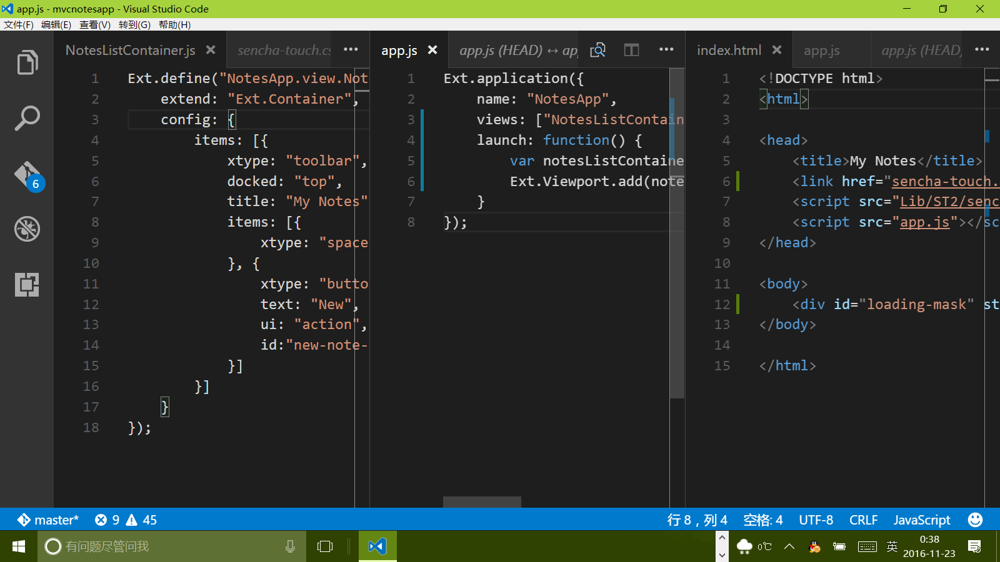 app.js - mvcnotesapp - Visual Studio Code
文件(F) 编辑(E) 查看(V) 转到(G) 帮助(H)
NotesListContainer.js sencha-touch.cs
1 Ext.define("NotesApp.view.Not
2 extend: "Ext.Container",
3 config: {
4 items: [{
5 xtype: "toolbar",
6 docked: "top",
7 title: "My Notes"
8 items: [{
9 xtype: "space
10 }, {
11 xtype: "butto
12 text: "New",
13 ui: "action",
14 id:"new-note-
15 }]
16 }]
17 }
18 });
app.js app.js (HEAD) ↔ ap
1 Ext.application({
2 name: "NotesApp",
3 views: ["NotesListContain
4 launch: function() {
5 var notesListContaine
6 Ext.Viewport.add(note
7 }
8 });
index.html app.js app.js (HEAD)
1 <!DOCTYPE html>
2 <html>
3
4 <head>
5 <title>My Notes</title>
6 <link href="sencha-touch.
7 <script src="Lib/ST2/senc
8 <script src="app.js"></sc
9 </head>
10
11 <body>
12 <div id="loading-mask" st
13 </body>
14
15 </html>
6
master* 9 45 行 8，列 4 空格: 4 UTF-8 CRLF JavaScript
有问题尽管问我 0℃ 英 0:38
2016-11-23